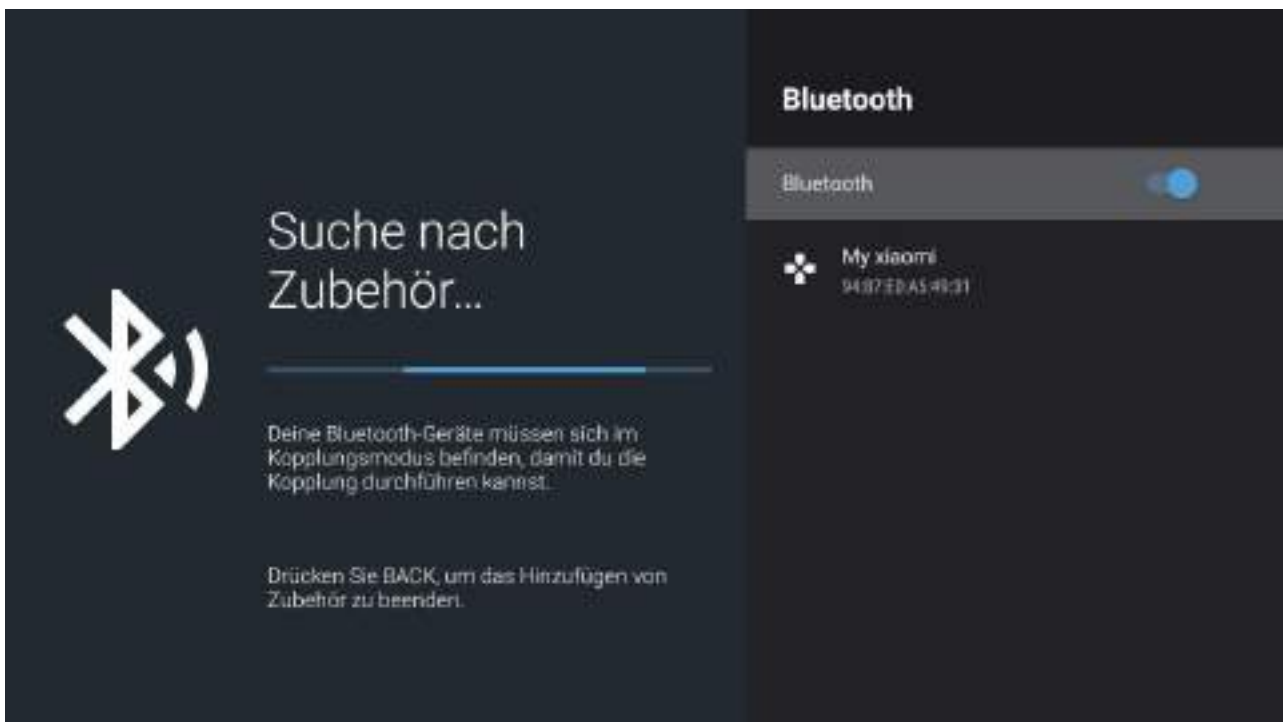 Suche nach
Zubehör...
Deine Bluetooth-Geräte müssen sich im
Kopplungsmodus befinden, damit du die
Kopplung durchführen kannst.
Drücken Sie BACK, um das Hinzufügen von
Zubehör zu beenden.
Bluetooth
Bluetooth
My xiaomi
94:87:E0:A5:49:31